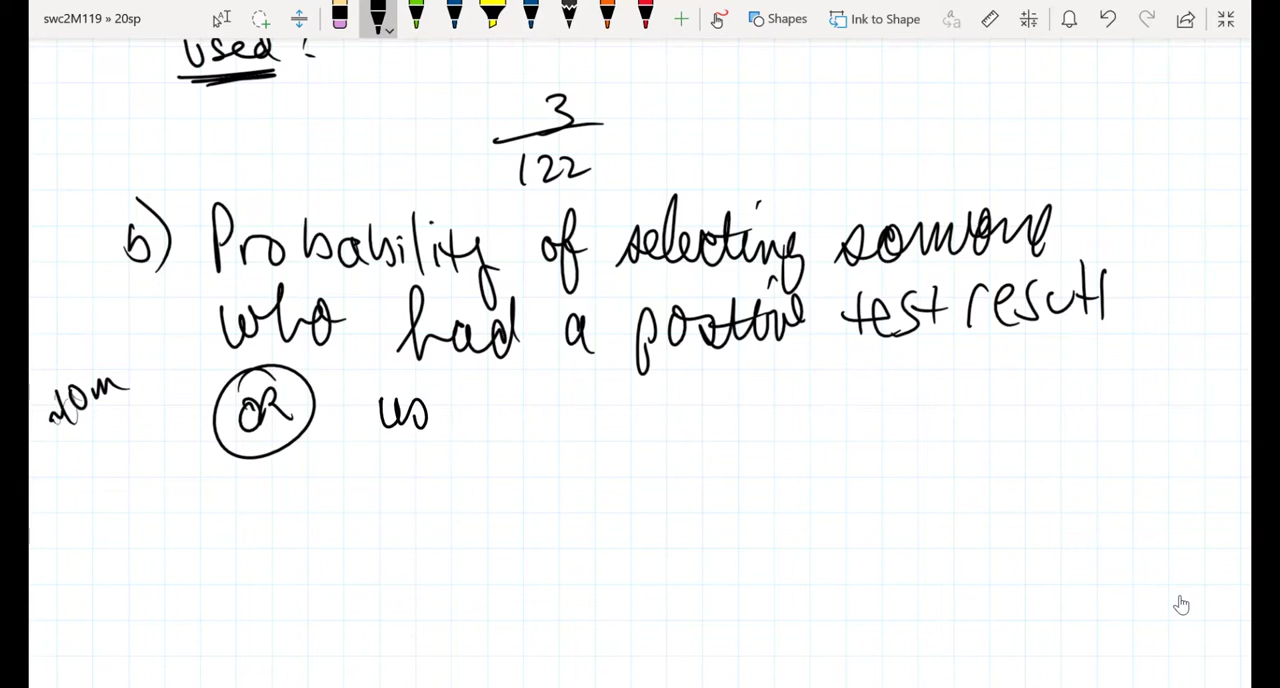 swc2M119 » 20sp
Shapes
Ink to Shape
used
3
122
b) Probability of selecting someone
who had a positive test result
OR us